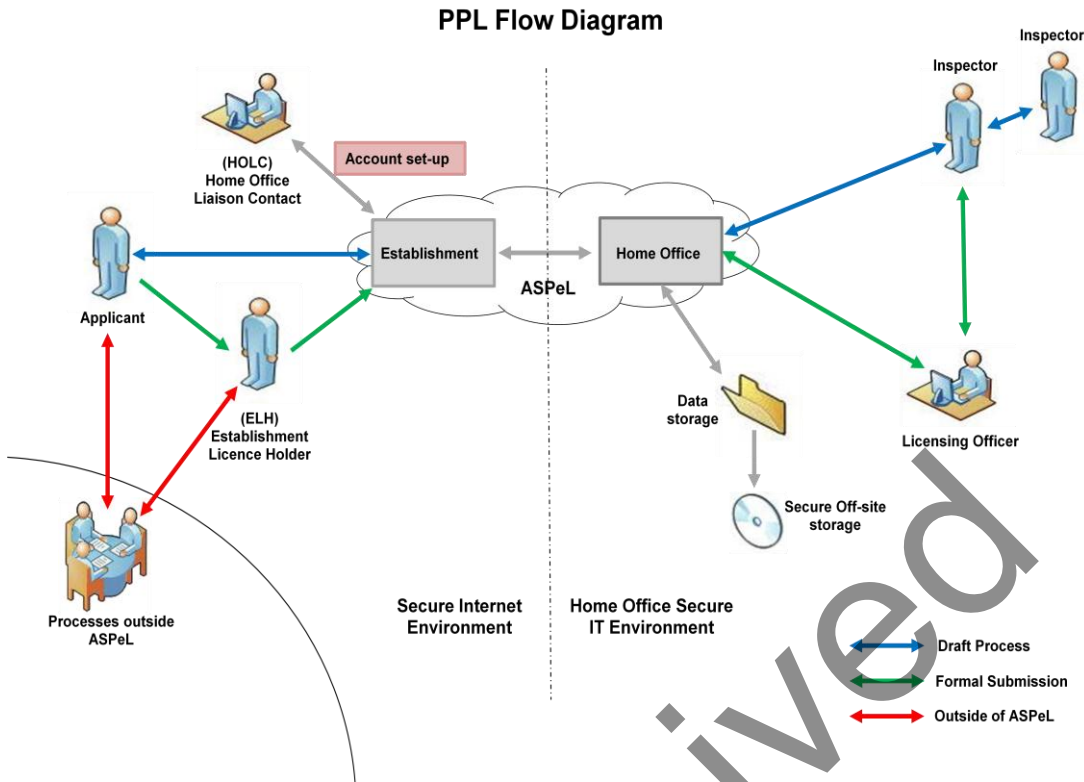 PPL Flow Diagram
Inspector
Inspector
(HOLC)
Home Office
Liaison Contact
Account set-up
Establishment
Home Office
ASPeL
Applicant
(ELH)
Establishment
Licence Holder
Data
storage
Licensing Officer
Secure Off-site
storage
Processes outside
ASPeL
Secure Internet
Environment
Home Office Secure
IT Environment
Draft Process
Formal Submission
Outside of ASPeL
ived